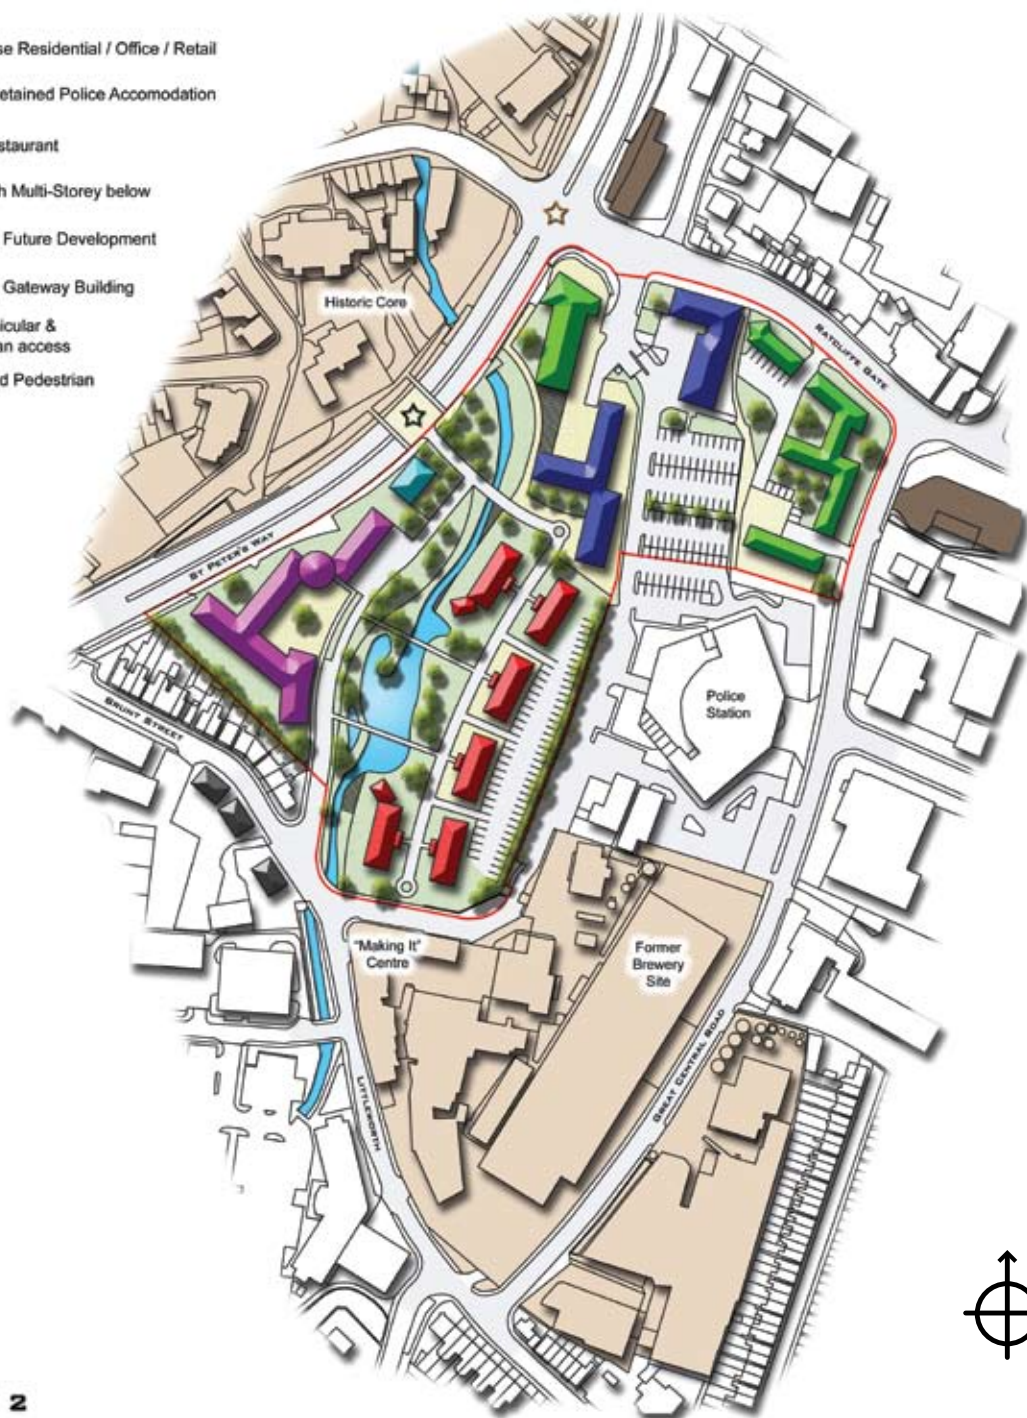 se Residential / Office / Retail
etained Police Accomodation
staurant
h Multi-Storey below
Future Development
Gateway Building
icular &
an access
d Pedestrian
Historic Core
RATCLIFFE GATE
ST PETER'S WAY
BRUNT STREET
Police
Station
"Making It"
Centre
Former
Brewery
Site
GREAT CENTRAL ROAD
LITTLEWORTH
2